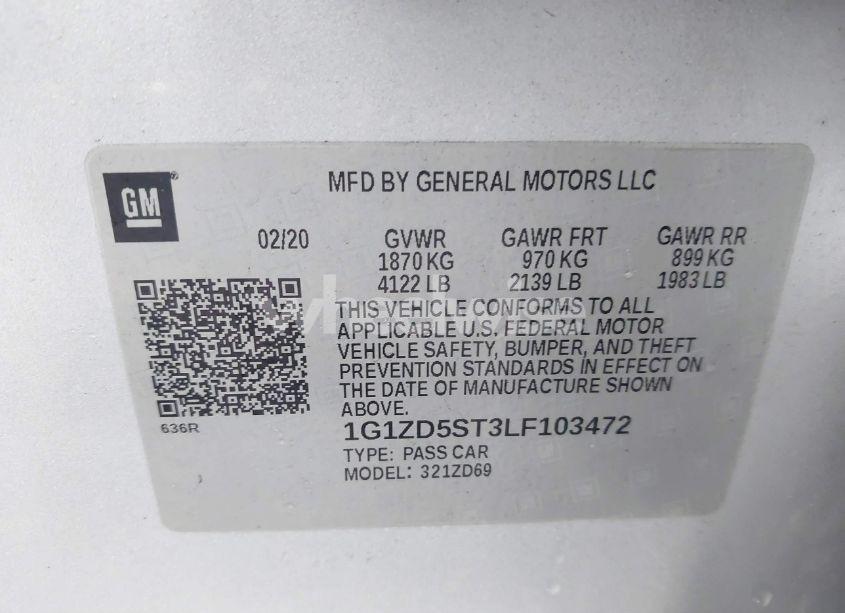 GM
MFD BY GENERAL MOTORS LLC
02/20 GVWR GAWR FRT GAWR RR
1870 KG 970 KG 899 KG
4122 LB 2139 LB 1983 LB
THIS VEHICLE CONFORMS TO ALL
APPLICABLE U.S. FEDERAL MOTOR
VEHICLE SAFETY, BUMPER, AND THEFT
PREVENTION STANDARDS IN EFFECT ON
THE DATE OF MANUFACTURE SHOWN
ABOVE.
636R
1G1ZD5ST3LF103472
TYPE: PASS CAR
MODEL: 321ZD69